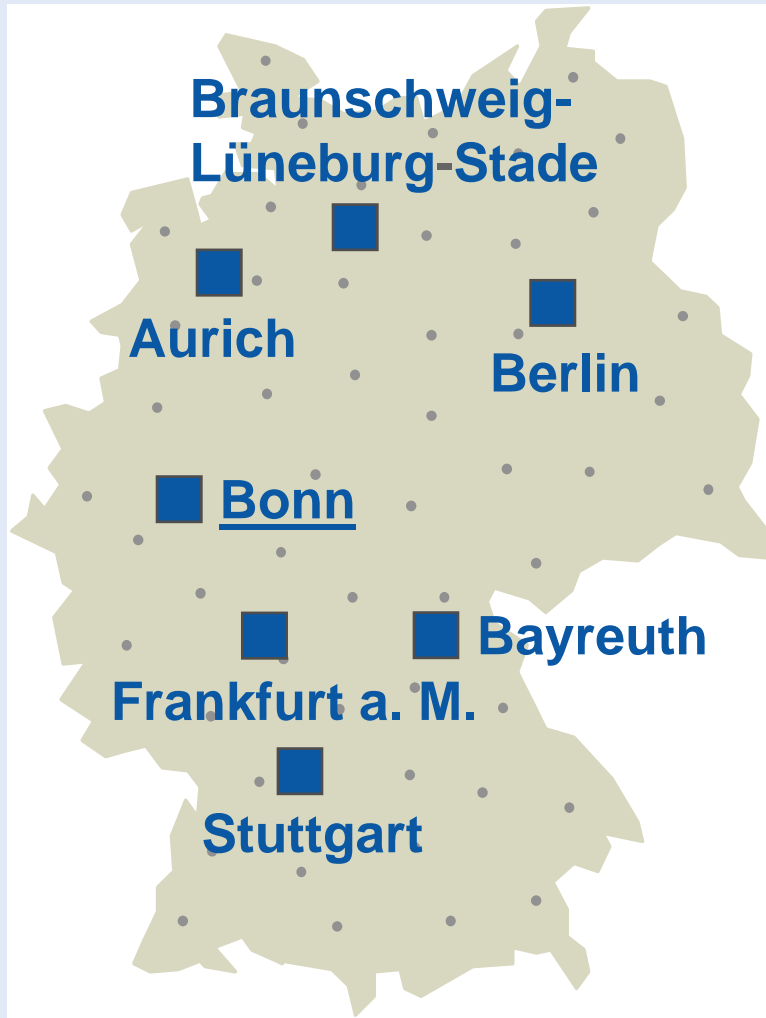 Braunschweig-
Lüneburg-Stade
Aurich
Berlin
Bonn
Bayreuth
Frankfurt a. M.
Stuttgart